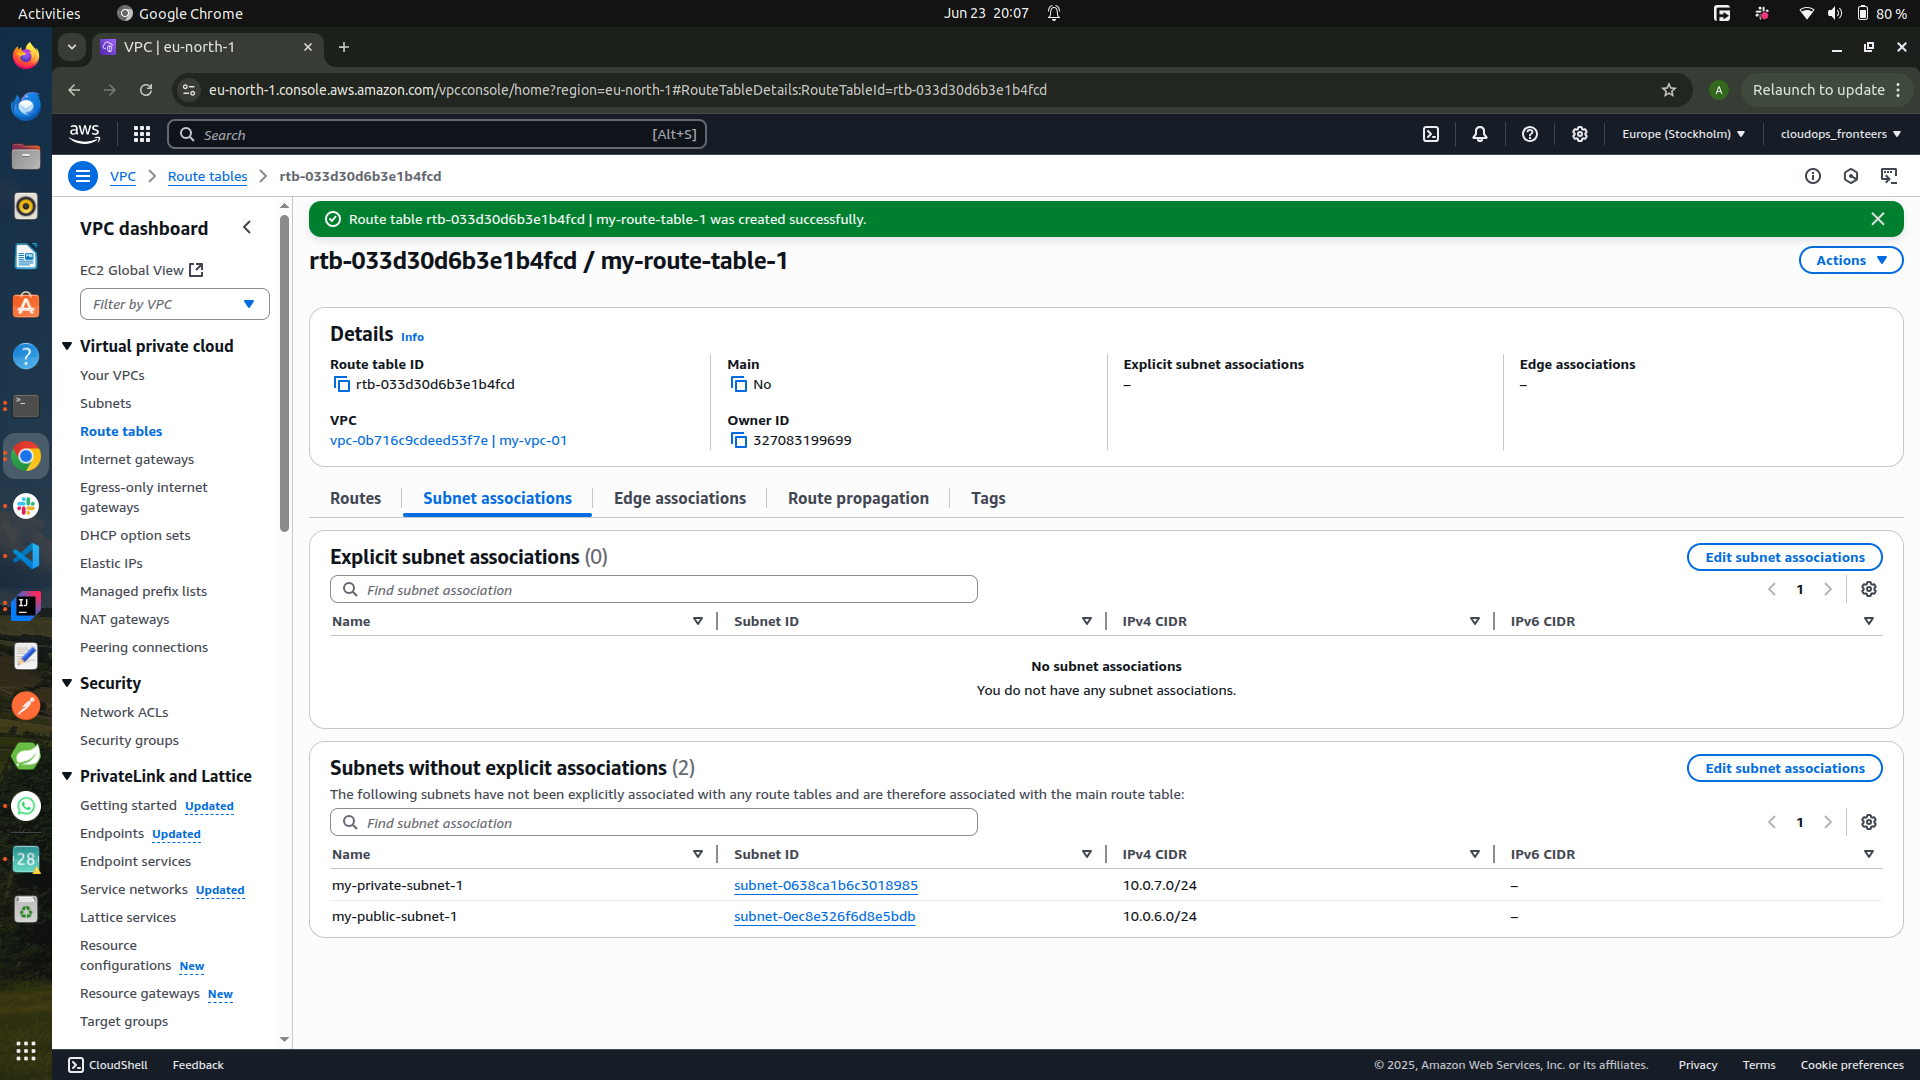 Activities
Google Chrome
Jun 23 20:07
80 %
VPC | eu-north-1
eu-north-1.console.aws.amazon.com/vpcconsole/home?region=eu-north-1#RouteTableDetails:RouteTableId=rtb-033d30d6b3e1b4fcd
A
Relaunch to update
aws
Search
[Alt+S]
Europe (Stockholm)
cloudops_fronteers
VPC
Route tables
rtb-033d30d6b3e1b4fcd
VPC dashboard
EC2 Global View
Filter by VPC
Virtual private cloud
Your VPCs
Subnets
Route tables
Internet gateways
Egress-only internet
gateways
DHCP option sets
Elastic IPs
Managed prefix lists
NAT gateways
Peering connections
Security
Network ACLs
Security groups
PrivateLink and Lattice
Getting started Updated
Endpoints Updated
Endpoint services
Service networks Updated
Lattice services
Resource
configurations New
Resource gateways New
Target groups
Route table rtb-033d30d6b3e1b4fcd | my-route-table-1 was created successfully.
rtb-033d30d6b3e1b4fcd / my-route-table-1
Actions
Details Info
Route table ID
rtb-033d30d6b3e1b4fcd
Main
No
Explicit subnet associations
–
Edge associations
–
VPC
vpc-0b716c9cdeed53f7e | my-vpc-01
Owner ID
327083199699
Routes
Subnet associations
Edge associations
Route propagation
Tags
Explicit subnet associations (0)
Edit subnet associations
Find subnet association
1
Name
Subnet ID
IPv4 CIDR
IPv6 CIDR
No subnet associations
You do not have any subnet associations.
Subnets without explicit associations (2)
Edit subnet associations
The following subnets have not been explicitly associated with any route tables and are therefore associated with the main route table:
Find subnet association
1
Name
Subnet ID
IPv4 CIDR
IPv6 CIDR
my-private-subnet-1
subnet-0638ca1b6c3018985
10.0.7.0/24
–
my-public-subnet-1
subnet-0ec8e326f6d8e5bdb
10.0.6.0/24
–
IJ
28
CloudShell
Feedback
© 2025, Amazon Web Services, Inc. or its affiliates.
Privacy
Terms
Cookie preferences